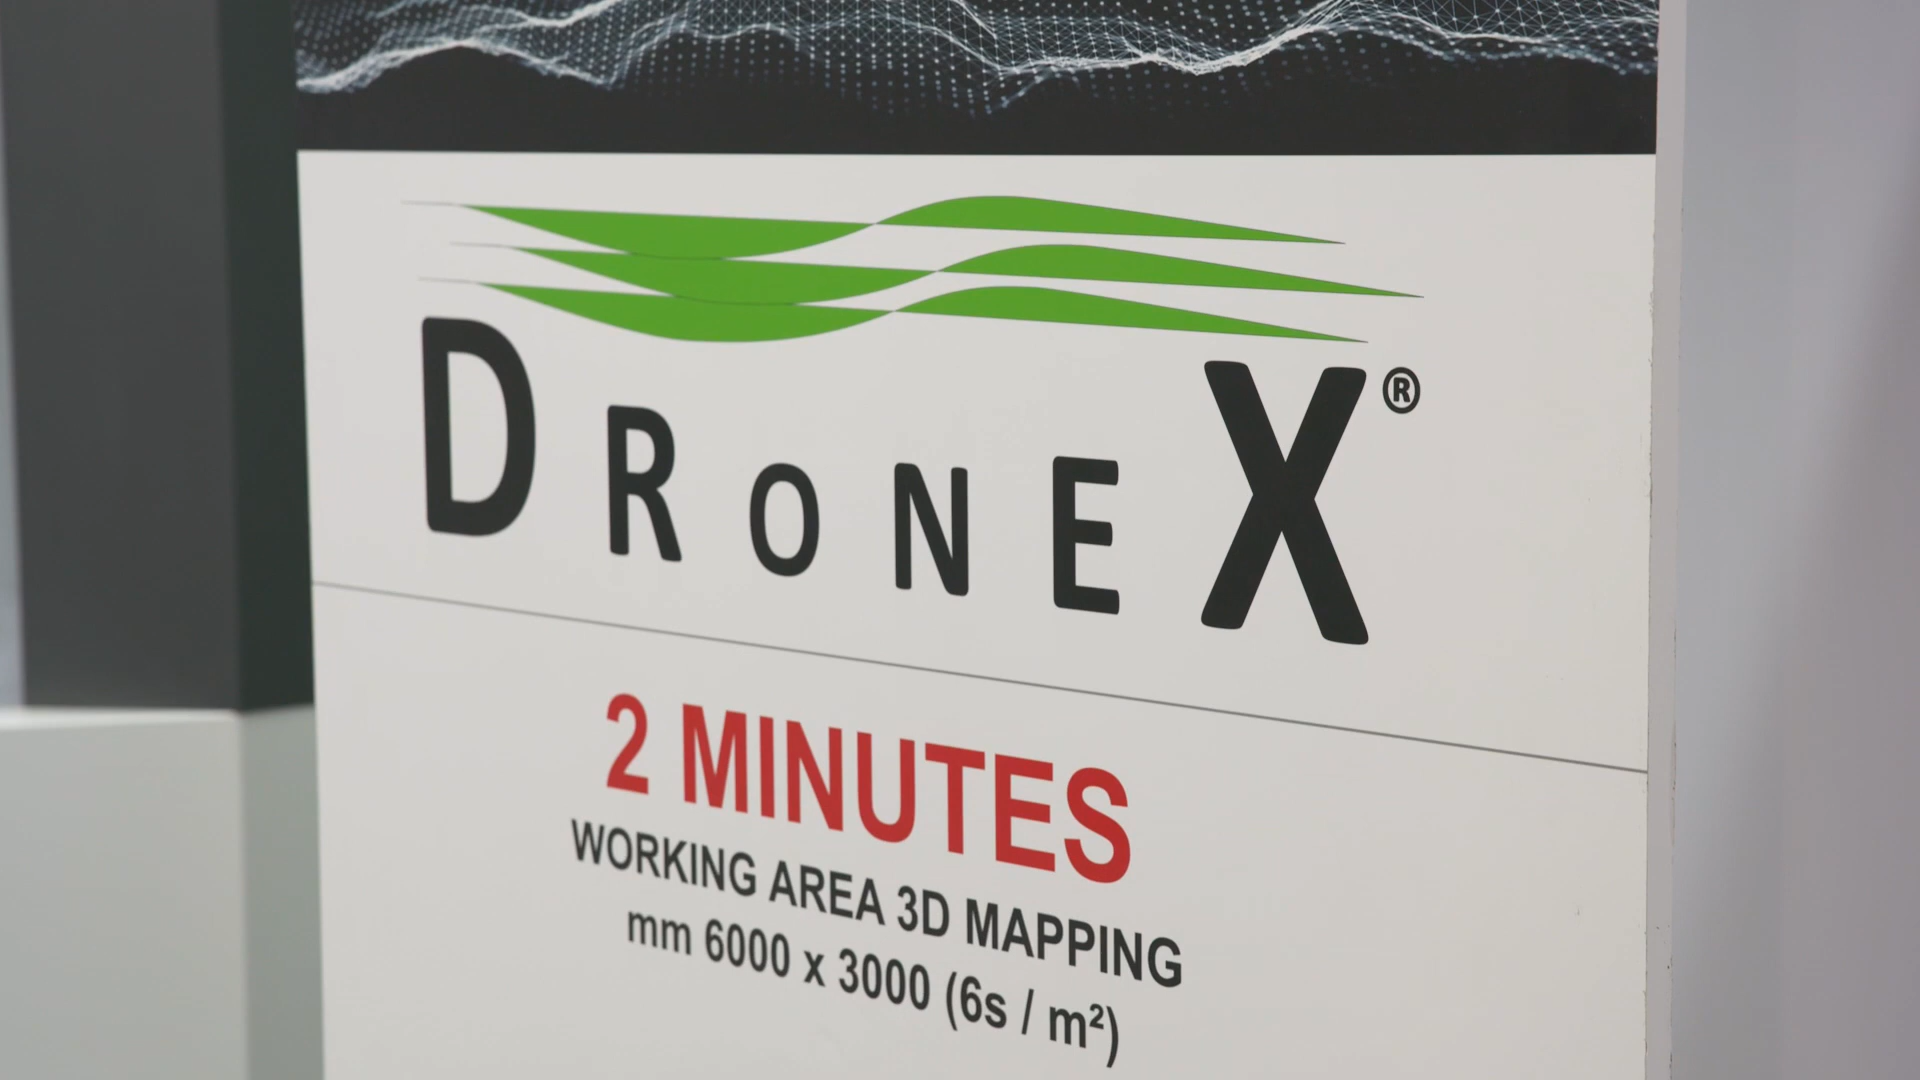 DRONEX®
2 MINUTES
WORKING AREA 3D MAPPING
mm 6000 x 3000 (6s / m²)